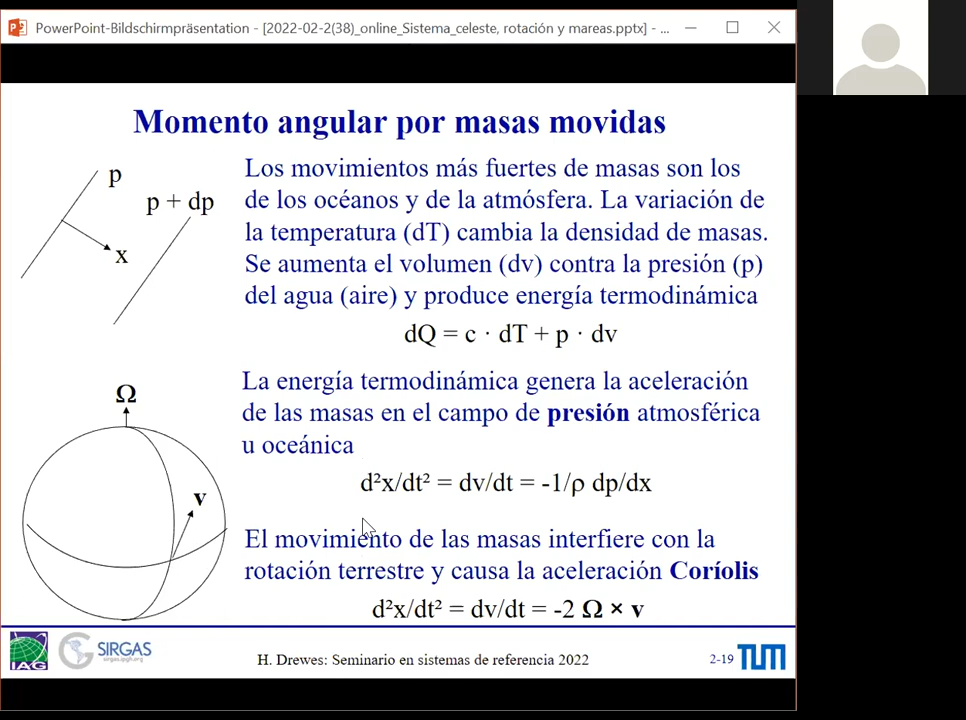 PowerPoint-Bildschirmpräsentation - [2022-02-2(38)_online_Sistema_celeste, rotación y mareas.pptx] - ...
Momento angular por masas movidas
p
p + dp
x
Los movimientos más fuertes de masas son los
de los océanos y de la atmósfera. La variación de
la temperatura (dT) cambia la densidad de masas.
Se aumenta el volumen (dv) contra la presión (p)
del agua (aire) y produce energía termodinámica
dQ = c · dT + p · dv
La energía termodinámica genera la aceleración
de las masas en el campo de presión atmosférica
u oceánica
d²x/dt² = dv/dt = -1/ρ dp/dx
Ω
v
El movimiento de las masas interfiere con la
rotación terrestre y causa la aceleración Coríolis
d²x/dt² = dv/dt = -2 Ω × v
IAG
SIRGAS
sirgas.ipgh.org
H. Drewes: Seminario en sistemas de referencia 2022
2-19
TUM